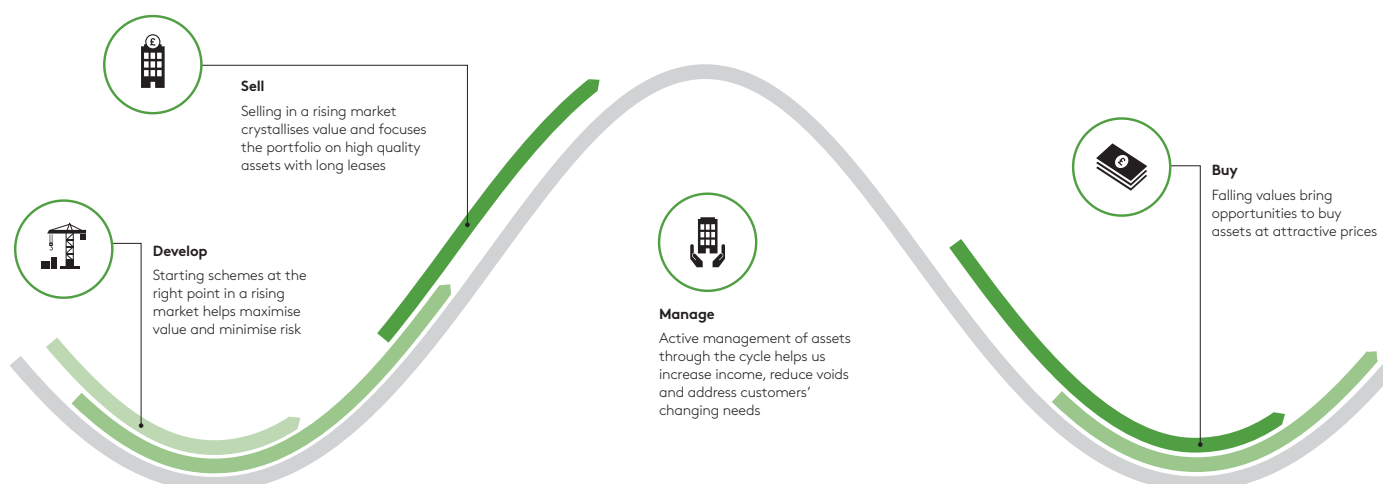 £
Sell
Selling in a rising market
crystallises value and focuses
the portfolio on high quality
assets with long leases
Develop
Starting schemes at the
right point in a rising
market helps maximise
value and minimise risk
Manage
Active management of assets
through the cycle helps us
increase income, reduce voids
and address customers’
changing needs
£
Buy
Falling values bring
opportunities to buy
assets at attractive prices